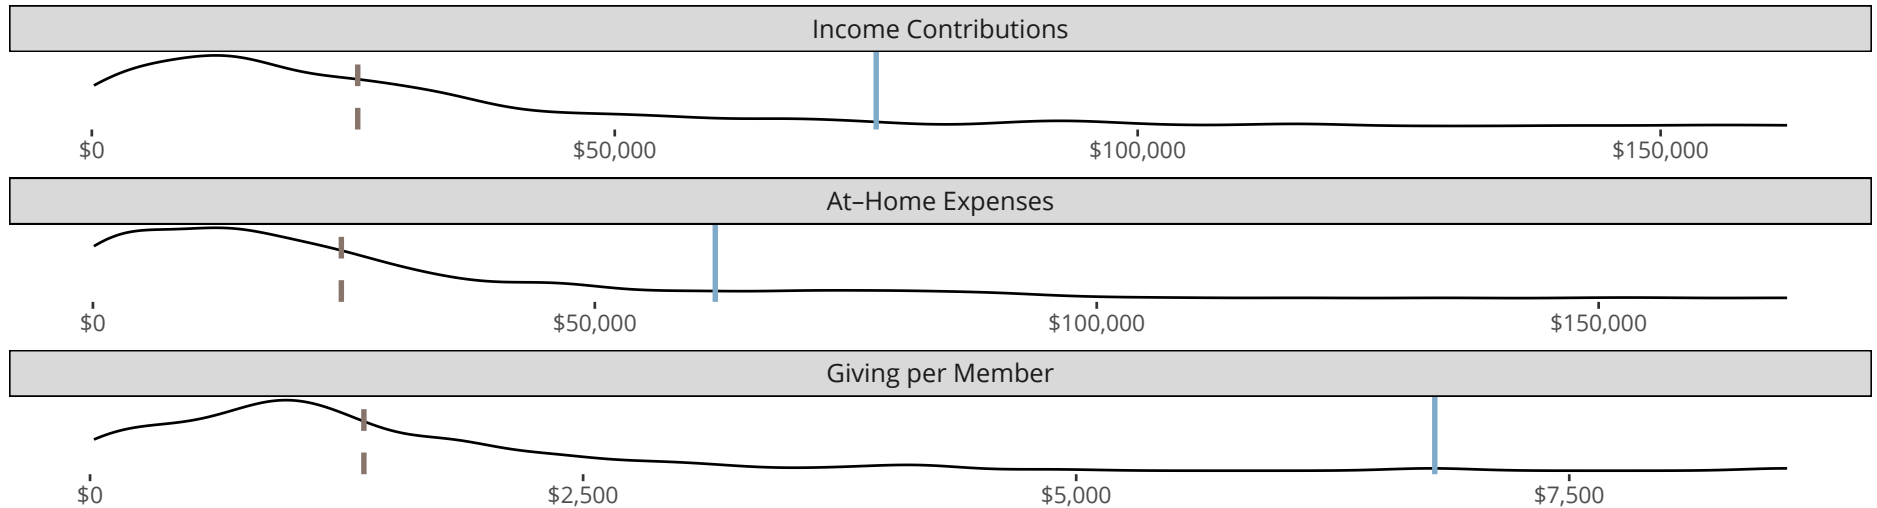 Income Contributions
$0 $50,000 $100,000 $150,000
At–Home Expenses
$0 $50,000 $100,000 $150,000
Giving per Member
$0 $2,500 $5,000 $7,500